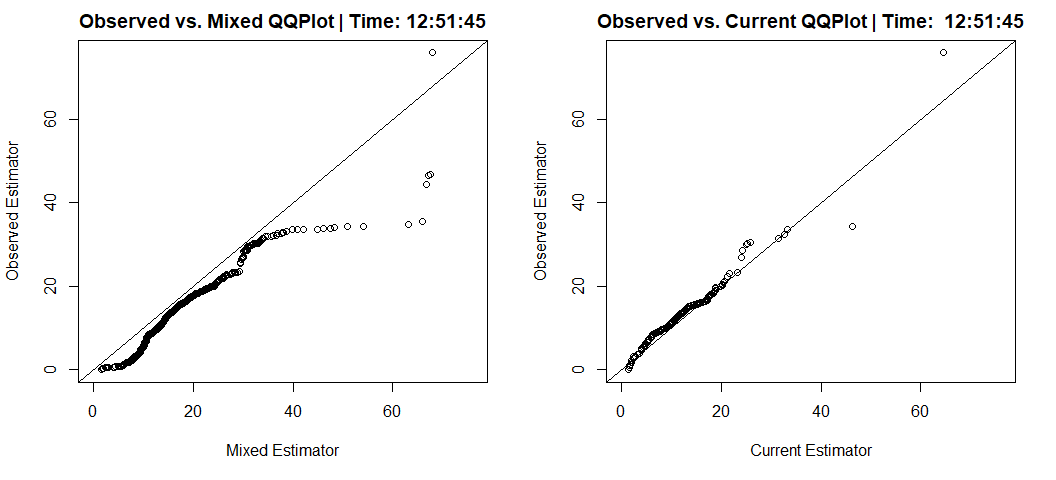 Observed vs. Mixed QQPlot | Time: 12:51:45
Observed Estimator
60
40
20
0
0 20 40 60
Mixed Estimator
Observed vs. Current QQPlot | Time:  12:51:45
Observed Estimator
60
40
20
0
0 20 40 60
Current Estimator